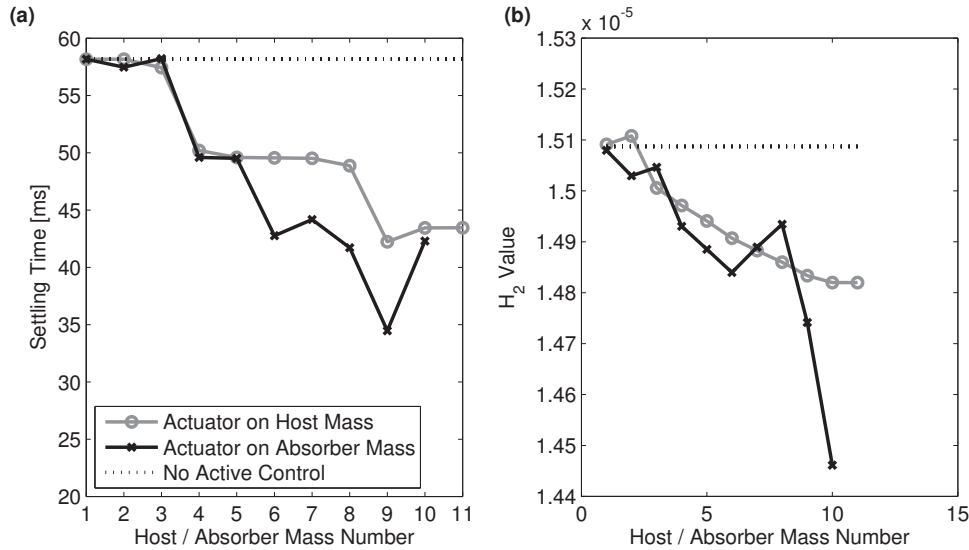 (a)
60
55
50
45
40
35
30
25
20
1 2 3 4 5 6 7 8 9 10 11
Settling Time [ms]
Host / Absorber Mass Number
Actuator on Host Mass
Actuator on Absorber Mass
No Active Control
(b)
x 10⁻⁵
1.53
1.52
1.51
1.5
1.49
1.48
1.47
1.46
1.45
1.44
0 5 10 15
H₂ Value
Host / Absorber Mass Number